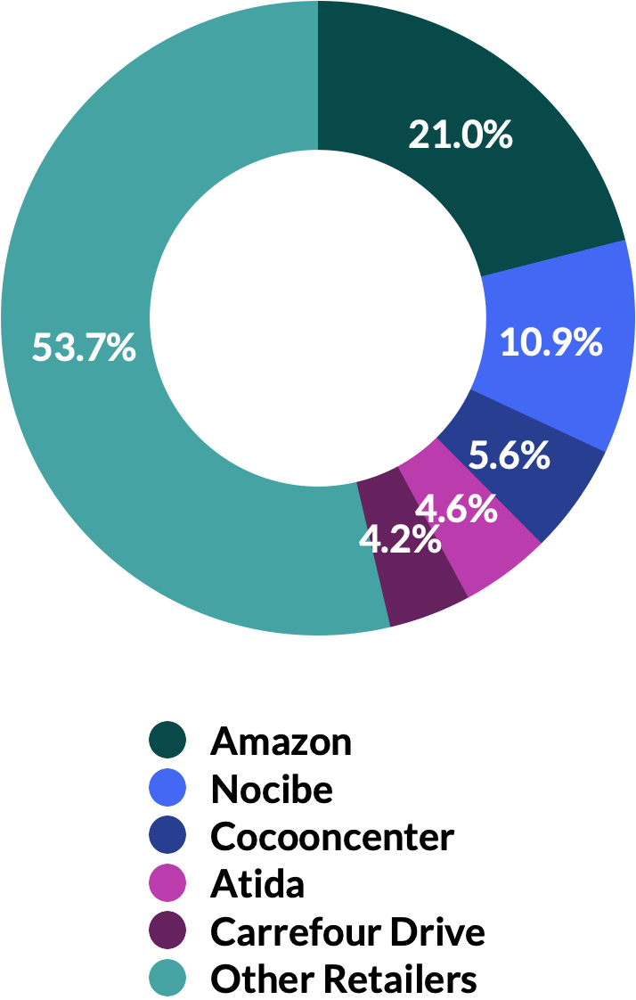 21.0%
10.9%
53.7%
5.6%
4.6%
4.2%
Amazon
Nocibe
Cocooncenter
Atida
Carrefour Drive
Other Retailers